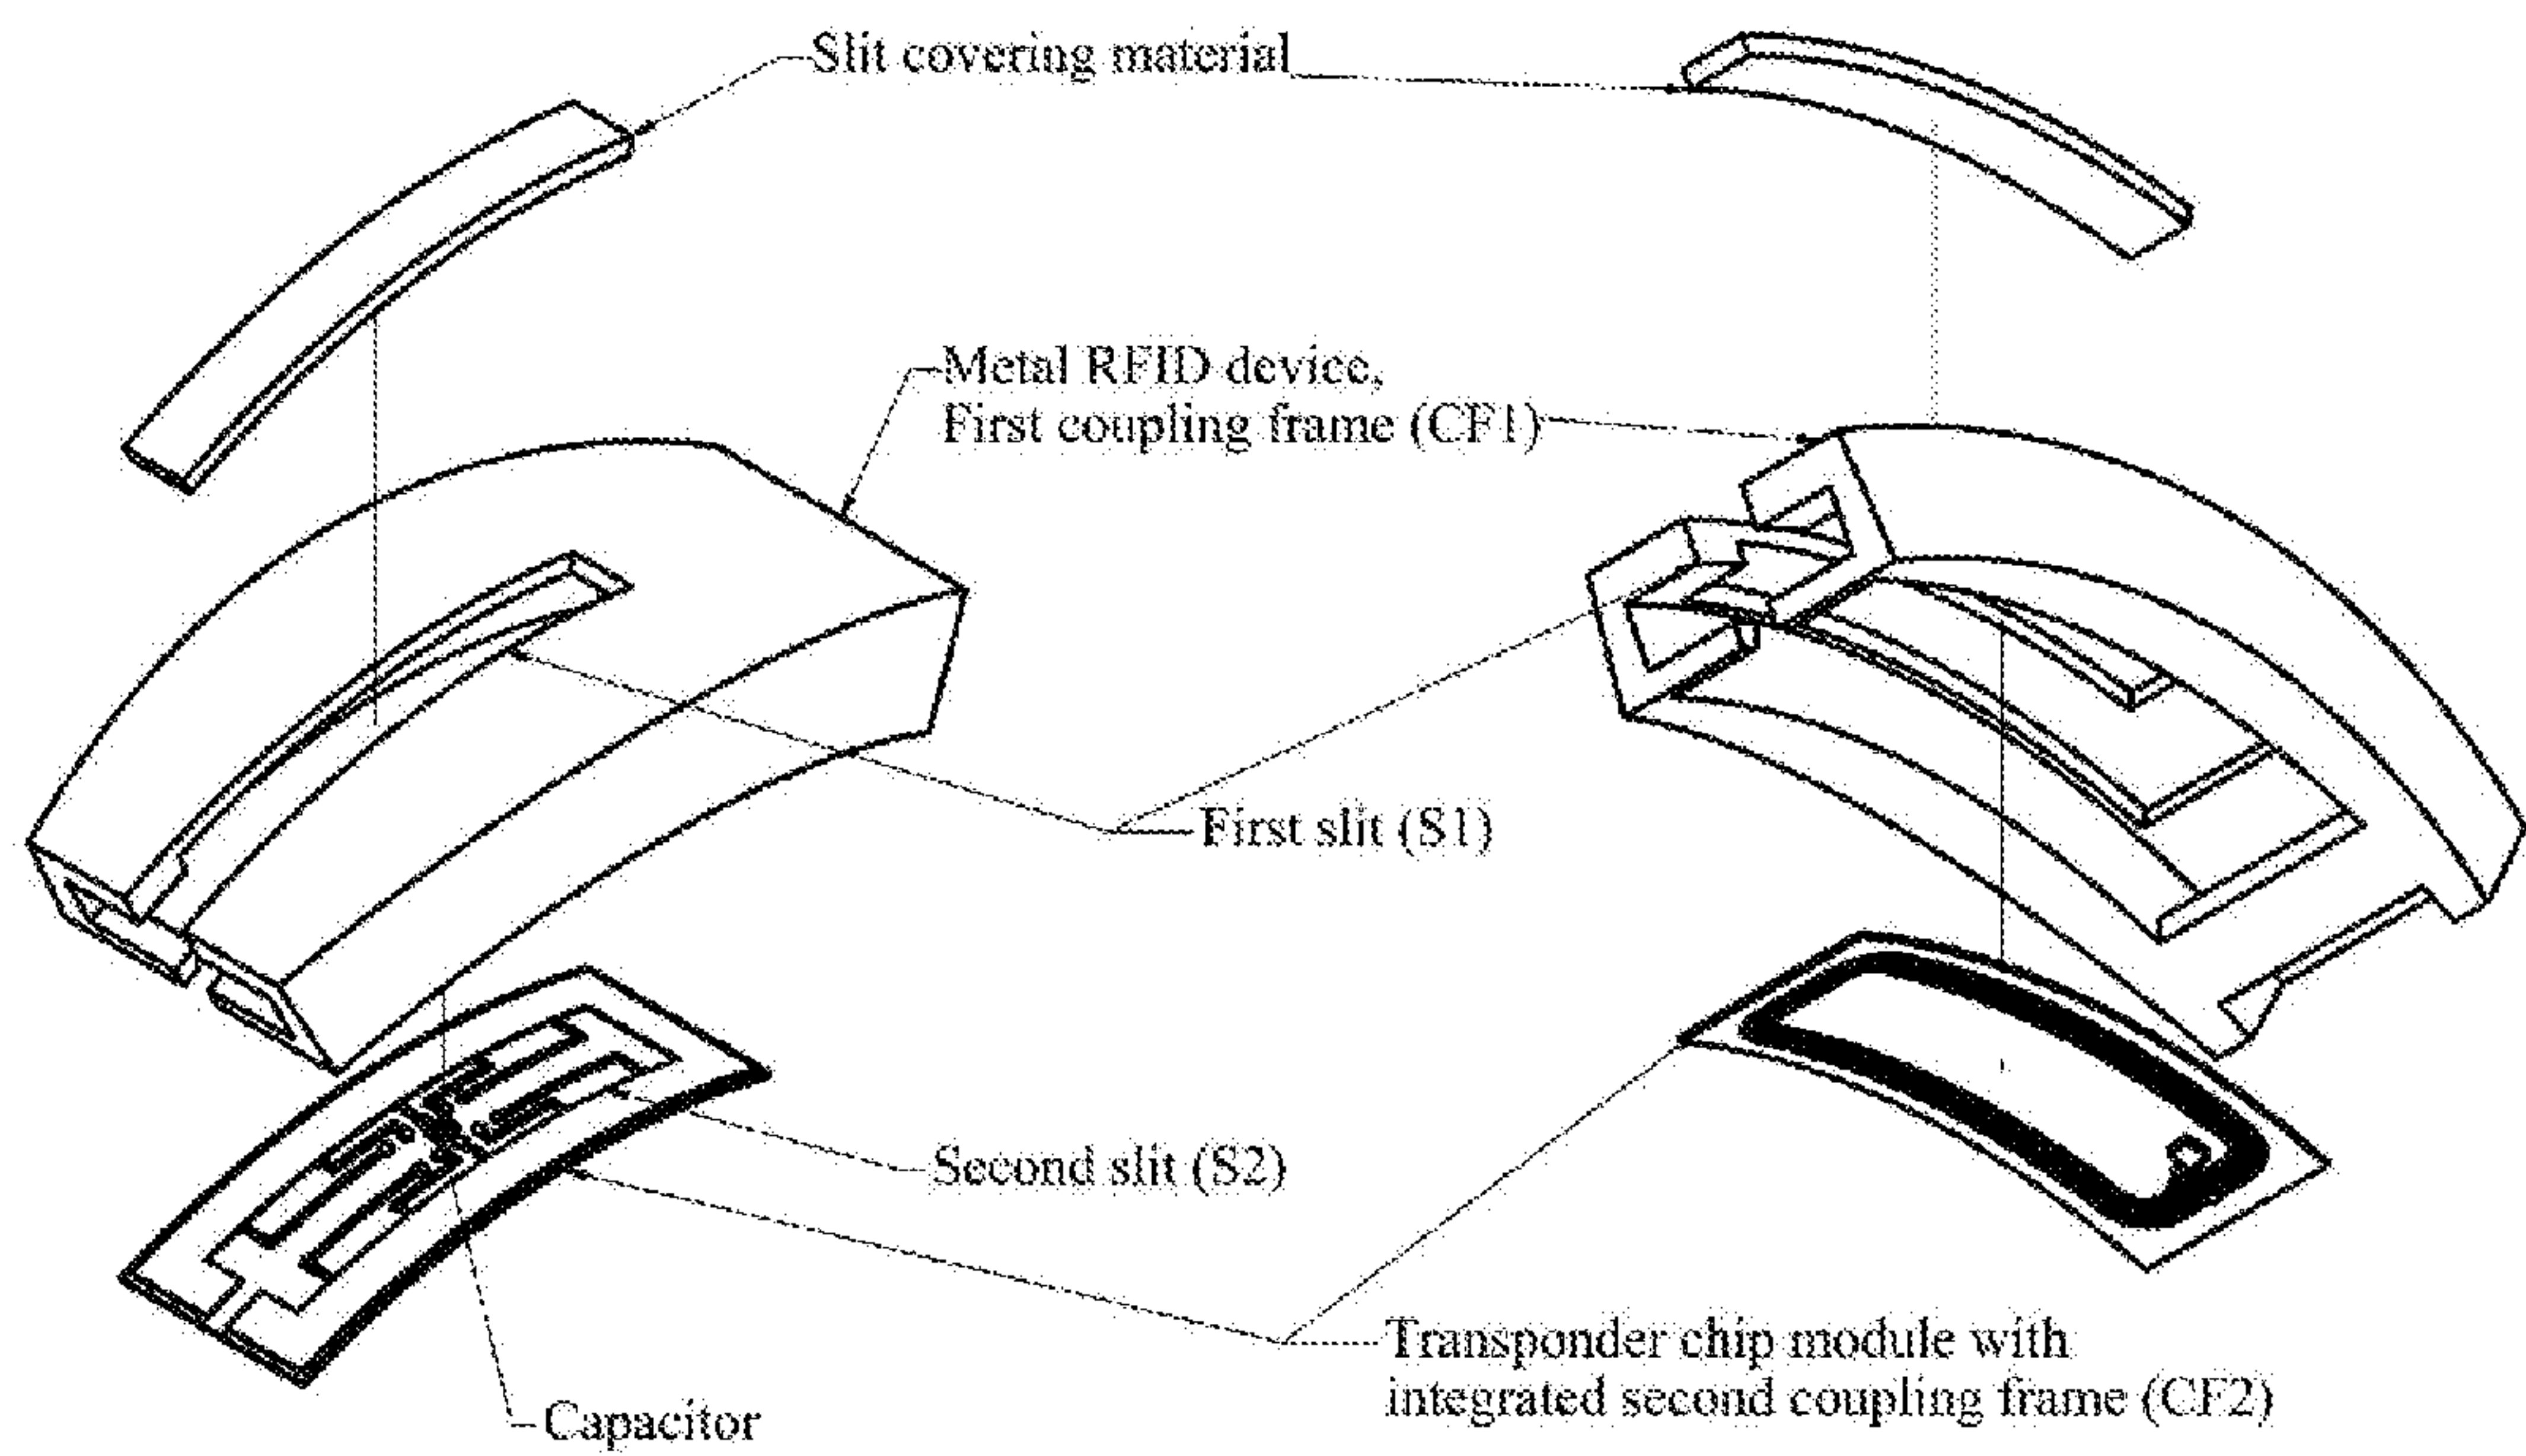 Slit covering material
Metal RFID device,
First coupling frame (CF1)
First slit (S1)
Second slit (S2)
Transponder chip module with
integrated second coupling frame (CF2)
Capacitor